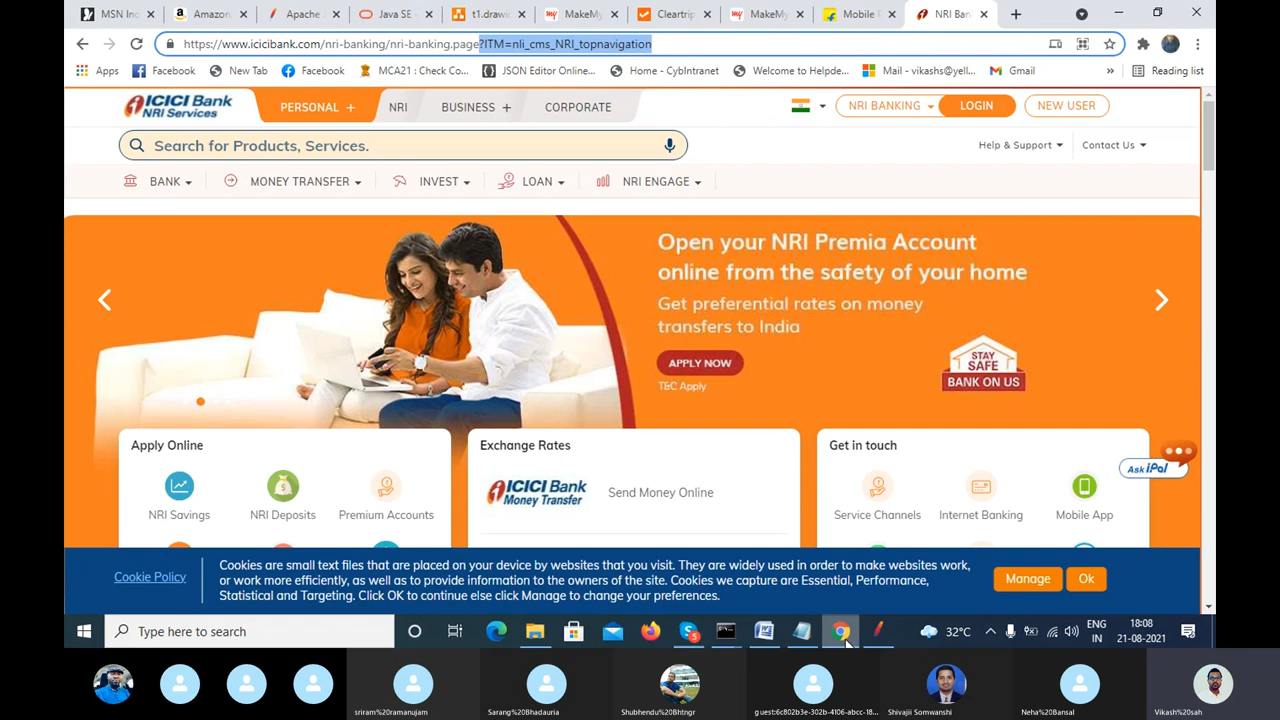 MSN In
Amazon.
Apache
Java SE -
t1.drawi
MakeMy
Cleartrip
MakeMy
Mobile F
NRI Ban
https://www.icicibank.com/nri-banking/nri-banking.page?ITM=nli_cms_NRI_topnavigation
Apps
Facebook
New Tab
Facebook
MCA21 : Check Co...
JSON Editor Online...
Home - CybIntranet
Welcome to Helpde...
Mail - vikashs@yell...
Gmail
»
Reading list
ICICI Bank
NRI Services
PERSONAL +
NRI
BUSINESS +
CORPORATE
NRI BANKING
LOGIN
NEW USER
Search for Products, Services.
Help & Support
Contact Us
BANK
MONEY TRANSFER
INVEST
LOAN
NRI ENGAGE
Open your NRI Premia Account
online from the safety of your home
Get preferential rates on money
transfers to India
APPLY NOW
T&C Apply
STAY
SAFE
BANK ON US
Apply Online
NRI Savings
NRI Deposits
Premium Accounts
Exchange Rates
ICICI Bank
Money Transfer
Send Money Online
Get in touch
Service Channels
Internet Banking
Mobile App
Ask iPal
Cookie Policy
Cookies are small text files that are placed on your device by websites that you visit. They are widely used in order to make websites work,
or work more efficiently, as well as to provide information to the owners of the site. Cookies we capture are Essential, Performance,
Statistical and Targeting. Click OK to continue else click Manage to change your preferences.
Manage
Ok
Type here to search
32°C
ENG
IN
18:08
21-08-2021
sriram%20ramanujam
Sarang%20Bhadauria
Shubhendu%20Bhtngr
guest:6c802b3e-302b-4106-abcc-18...
Shivajii Somwanshi
Neha%20Bansal
Vikash%20sah